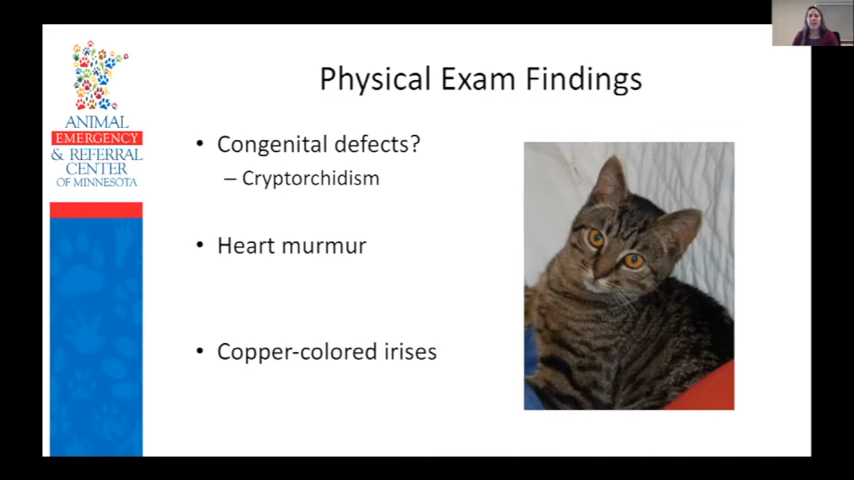 Physical Exam Findings
ANIMAL
EMERGENCY
& REFERRAL
CENTER
OF MINNESOTA
• Congenital defects?
– Cryptorchidism
• Heart murmur
• Copper-colored irises